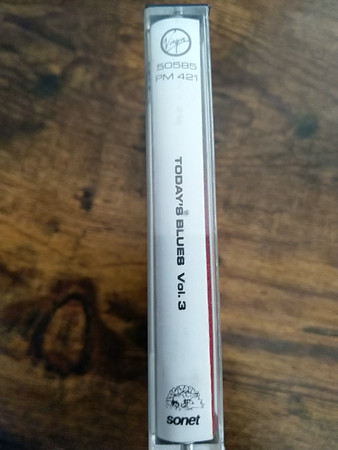 Virgin
50585
PM 421
TODAY'S BLUES Vol. 3
sonet